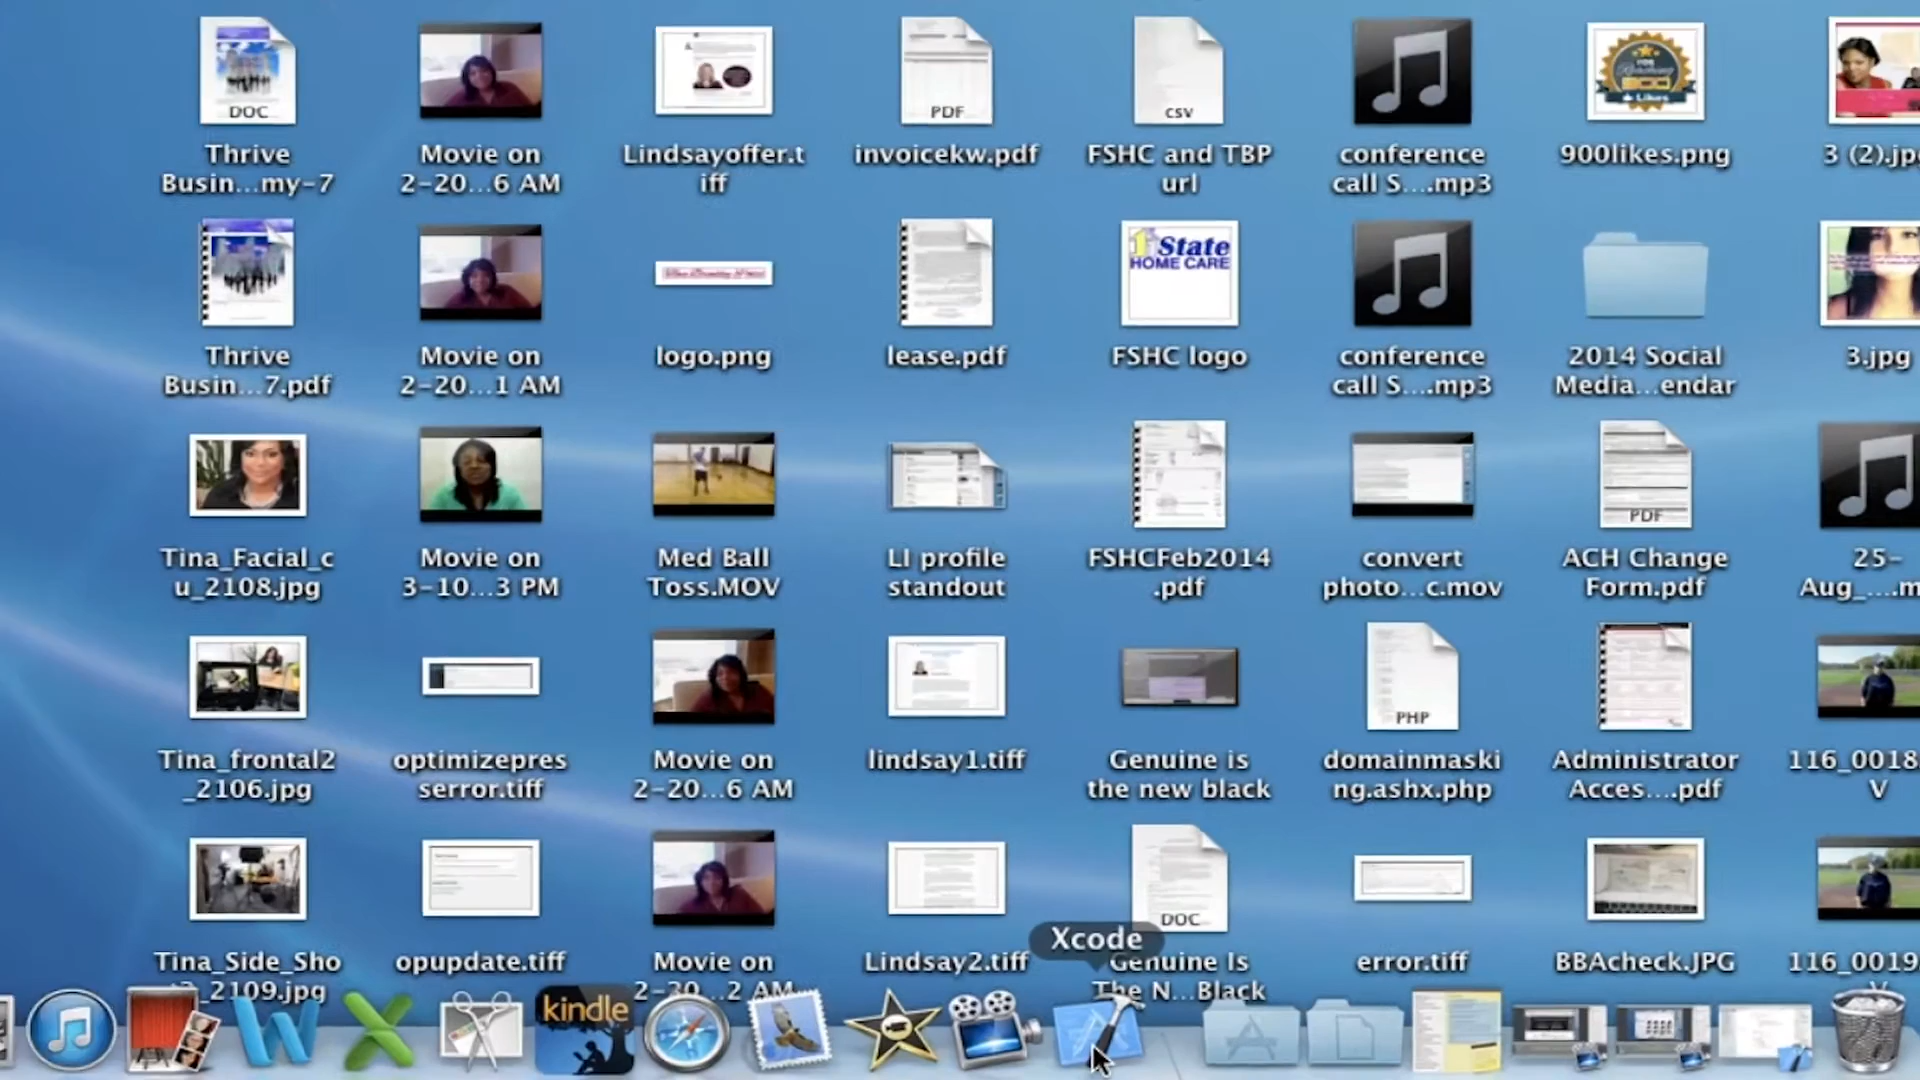 DOC
PDF
CSV
Thrive
Busin...my-7
Movie on
2-20...6 AM
Lindsayoffer.t
iff
invoicekw.pdf
FSHC and TBP
url
conference
call S....mp3
900likes.png
3 (2).jp
1 State
HOME CARE
Thrive
Busin...7.pdf
Movie on
2-20...1 AM
logo.png
lease.pdf
FSHC logo
conference
call S....mp3
2014 Social
Media...endar
3.jpg
PDF
Tina_Facial_c
u_2108.jpg
Movie on
3-10...3 PM
Med Ball
Toss.MOV
LI profile
standout
FSHCFeb2014
.pdf
convert
photo...c.mov
ACH Change
Form.pdf
25-
Aug_....m
PHP
Tina_frontal2
_2106.jpg
optimizepres
serror.tiff
Movie on
2-20...6 AM
lindsay1.tiff
Genuine is
the new black
domainmaski
ng.ashx.php
Administrator
Acces....pdf
116_0018
V
DOC
Xcode
Tina_Side_Sho
_2109.jpg
opupdate.tiff
Movie on
2-20...2 AM
Lindsay2.tiff
Genuine Is
The N...Black
error.tiff
BBAcheck.JPG
116_0019
kindle